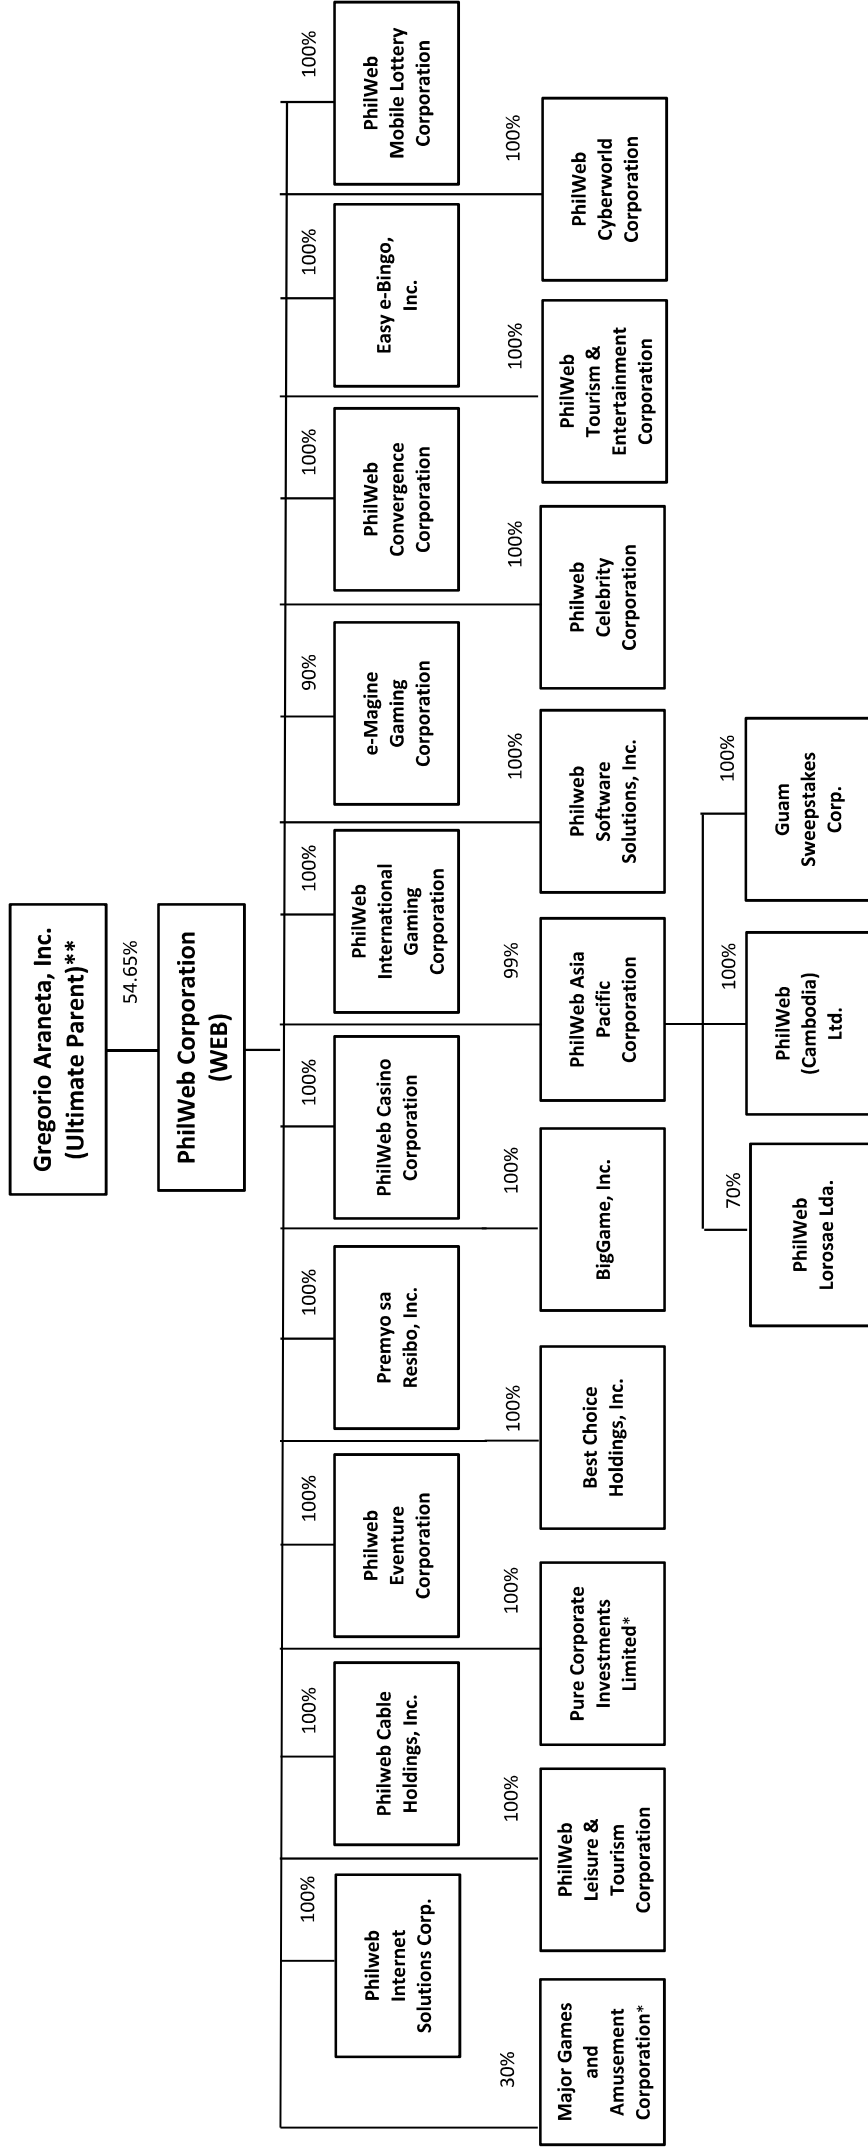 Gregorio Araneta, Inc.
(Ultimate Parent)**
54.65%
PhilWeb Corporation
(WEB)
100%
Philweb
Internet
Solutions Corp.
100%
Philweb Cable
Holdings, Inc.
100%
Philweb
Eventure
Corporation
100%
Premyo sa
Resibo, Inc.
100%
PhilWeb Casino
Corporation
100%
PhilWeb
International
Gaming
Corporation
90%
e-Magine
Gaming
Corporation
100%
PhilWeb
Convergence
Corporation
100%
Easy e-Bingo,
Inc.
100%
PhilWeb
Mobile Lottery
Corporation
30%
Major Games
and
Amusement
Corporation*
100%
PhilWeb
Leisure &
Tourism
Corporation
100%
Pure Corporate
Investments
Limited*
100%
Best Choice
Holdings, Inc.
100%
BigGame, Inc.
99%
PhilWeb Asia
Pacific
Corporation
100%
Philweb
Software
Solutions, Inc.
100%
Philweb
Celebrity
Corporation
100%
PhilWeb
Tourism &
Entertainment
Corporation
100%
PhilWeb
Cyberworld
Corporation
70%
PhilWeb
Lorosae Lda.
100%
PhilWeb
(Cambodia)
Ltd.
100%
Guam
Sweepstakes
Corp.